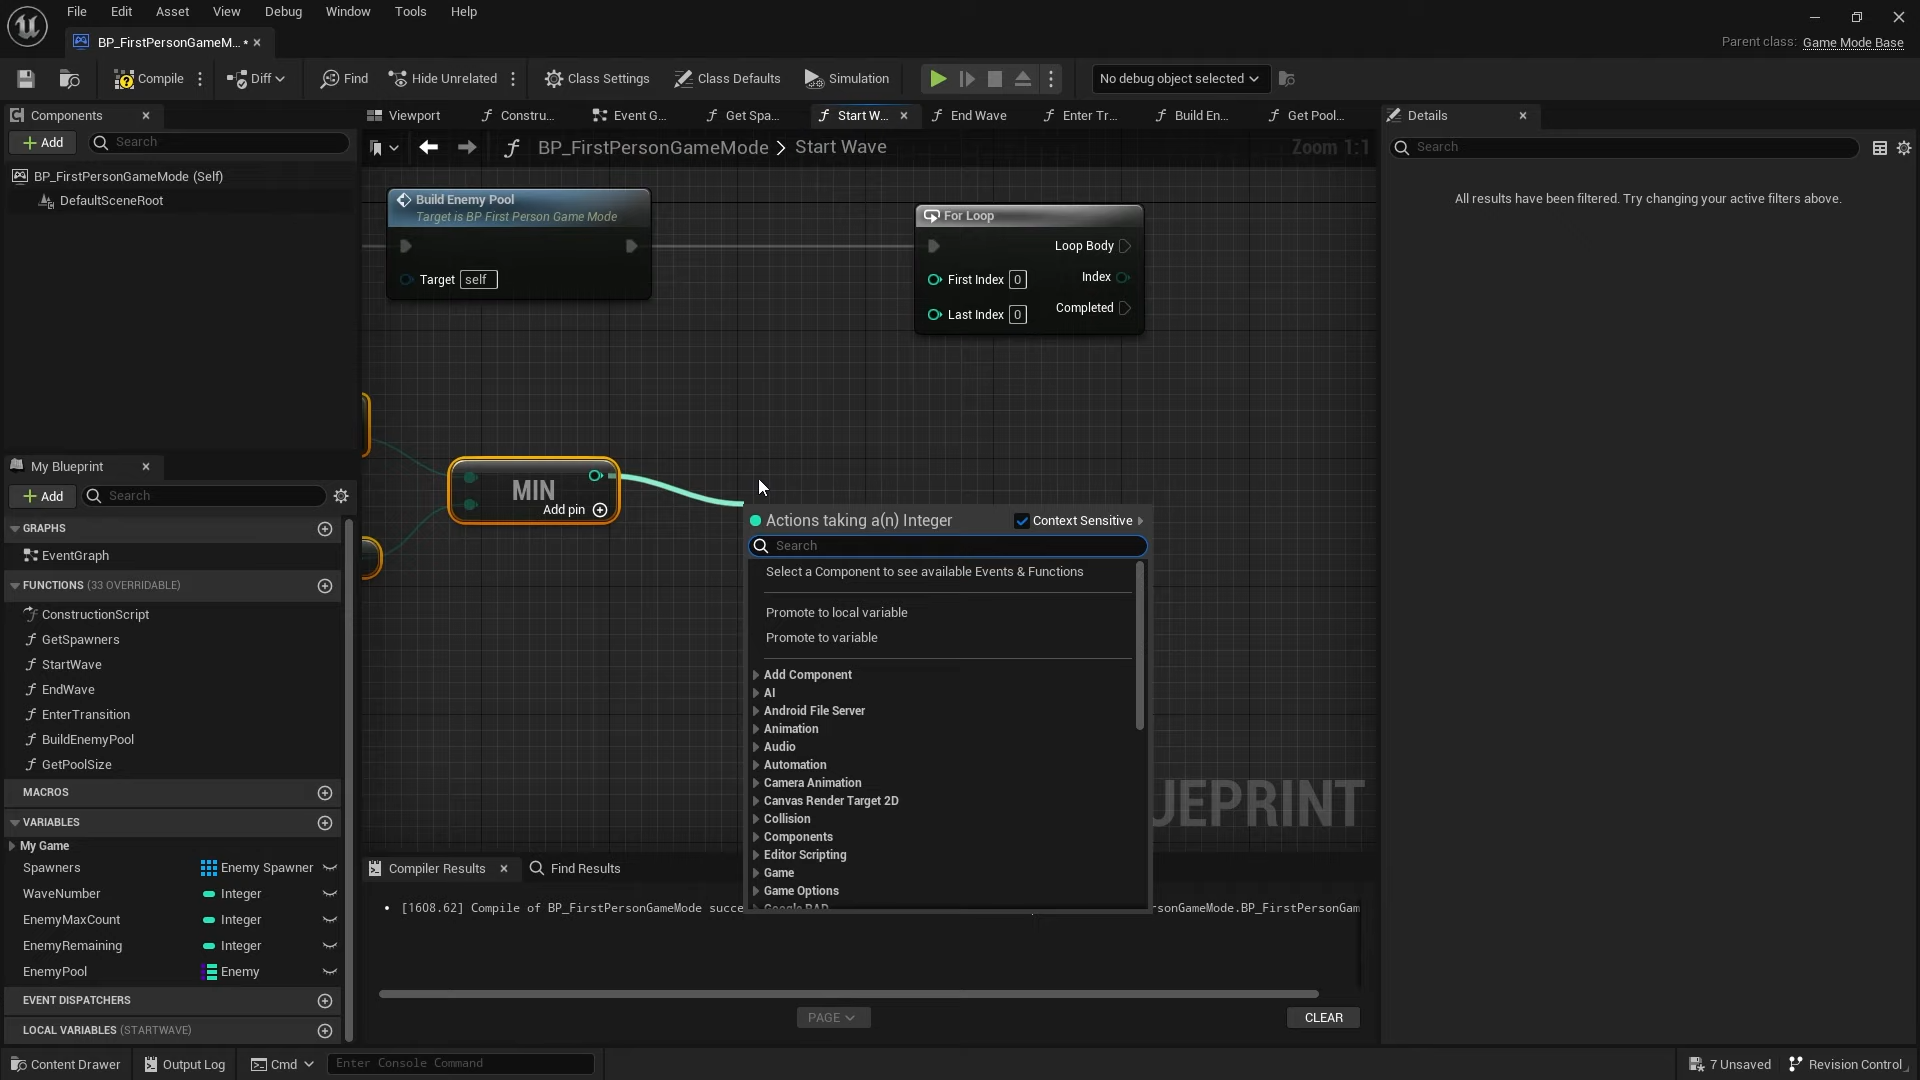 File Edit Asset View Debug Window Tools Help
BP_FirstPersonGameM... •
Parent class: Game Mode Base
Compile Diff Find Hide Unrelated Class Settings Class Defaults Simulation No debug object selected
Components
Add Search
BP_FirstPersonGameMode (Self)
DefaultSceneRoot
Viewport Constru... Event G... Get Spa... Start W... End Wave Enter Tr... Build En... Get Pool...
BP_FirstPersonGameMode > Start Wave
Zoom 1:1
Build Enemy Pool
Target is BP First Person Game Mode
Target self
For Loop
Loop Body
First Index 0
Index
Last Index 0
Completed
MIN
Add pin
Actions taking a(n) Integer Context Sensitive
Search
Select a Component to see available Events & Functions
Promote to local variable
Promote to variable
Add Component
AI
Android File Server
Animation
Audio
Automation
Camera Animation
Canvas Render Target 2D
Collision
Components
Editor Scripting
Game
Game Options
UEPRINT
My Blueprint
Add Search
GRAPHS
EventGraph
FUNCTIONS (33 OVERRIDABLE)
ConstructionScript
GetSpawners
StartWave
EndWave
EnterTransition
BuildEnemyPool
GetPoolSize
MACROS
VARIABLES
My Game
Spawners Enemy Spawner
WaveNumber Integer
EnemyMaxCount Integer
EnemyRemaining Integer
EnemyPool Enemy
EVENT DISPATCHERS
LOCAL VARIABLES (STARTWAVE)
Compiler Results Find Results
[1608.62] Compile of BP_FirstPersonGameMode succe
rsonGameMode.BP_FirstPersonGam
PAGE CLEAR
Details
Search
All results have been filtered. Try changing your active filters above.
Content Drawer Output Log Cmd Enter Console Command 7 Unsaved Revision Control